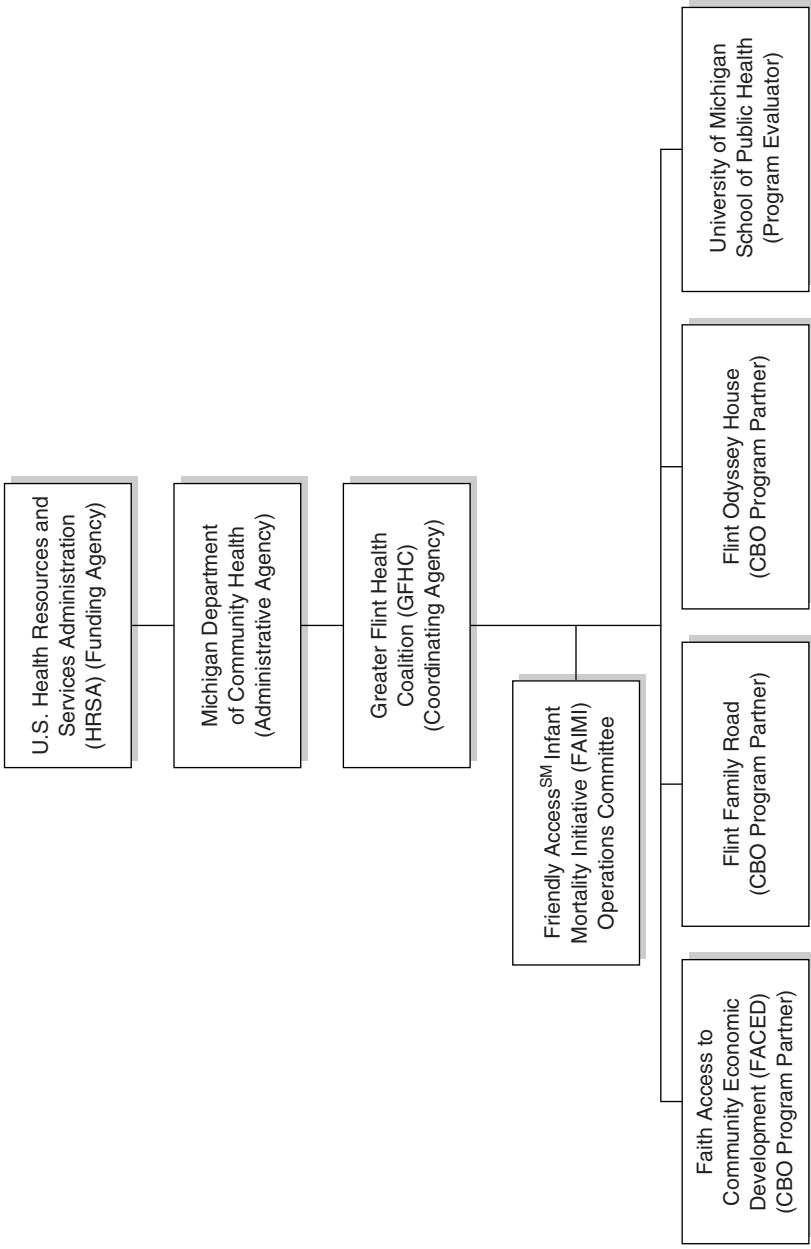 U.S. Health Resources and
Services Administration
(HRSA) (Funding Agency)
Michigan Department
of Community Health
(Administrative Agency)
Greater Flint Health
Coalition (GFHC)
(Coordinating Agency)
Friendly Access^SM Infant
Mortality Initiative (FAIMI)
Operations Committee
Faith Access to
Community Economic
Development (FACED)
(CBO Program Partner)
Flint Family Road
(CBO Program Partner)
Flint Odyssey House
(CBO Program Partner)
University of Michigan
School of Public Health
(Program Evaluator)